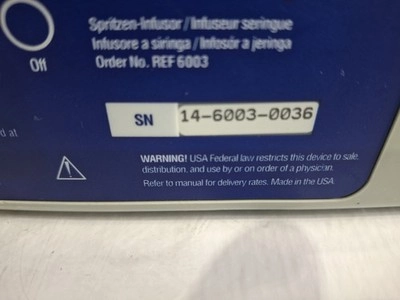 Spritzen-Infusor / Infuseur seringue
Infusore a siringa / Infusór a jeringa
Order No. REF 6003
Off
SN 14-6003-0036
d at
WARNING! USA Federal law restricts this device to sale,
distribution, and use by or on order of a physician.
Refer to manual for delivery rates. Made in the USA.